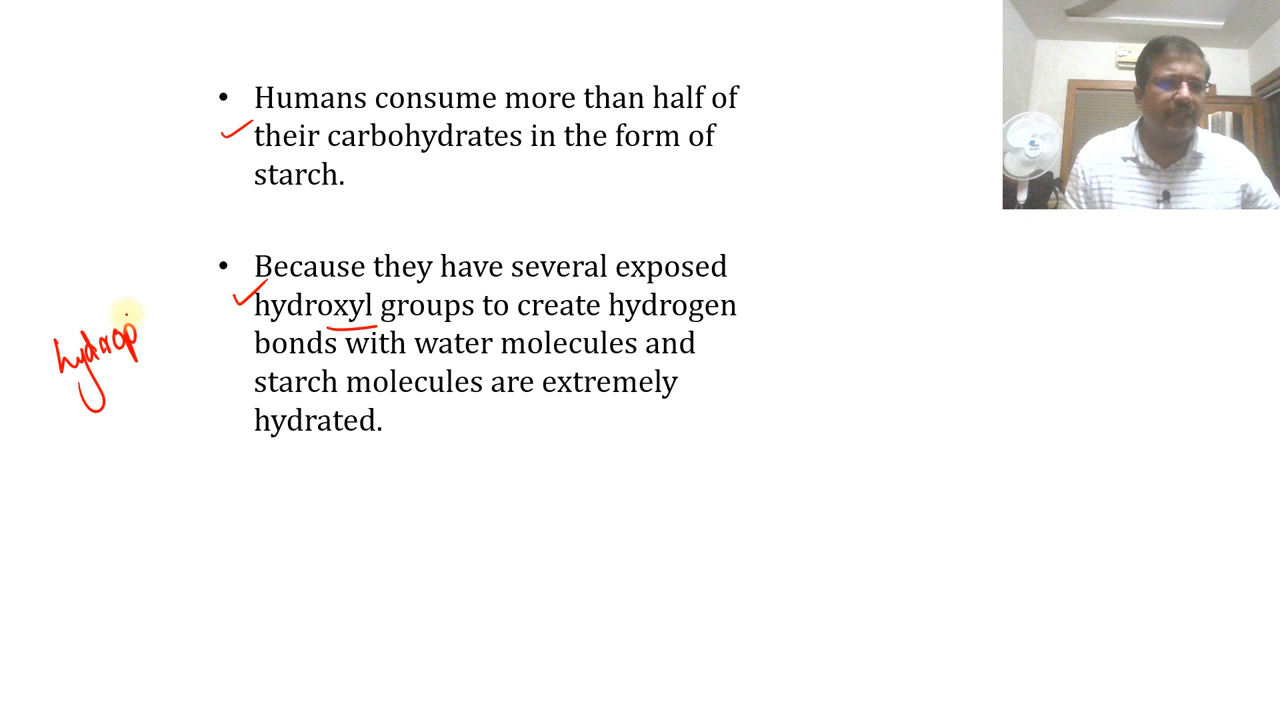 • Humans consume more than half of
their carbohydrates in the form of
starch.
• Because they have several exposed
hydroxyl groups to create hydrogen
bonds with water molecules and
starch molecules are extremely
hydrated.
hydrop